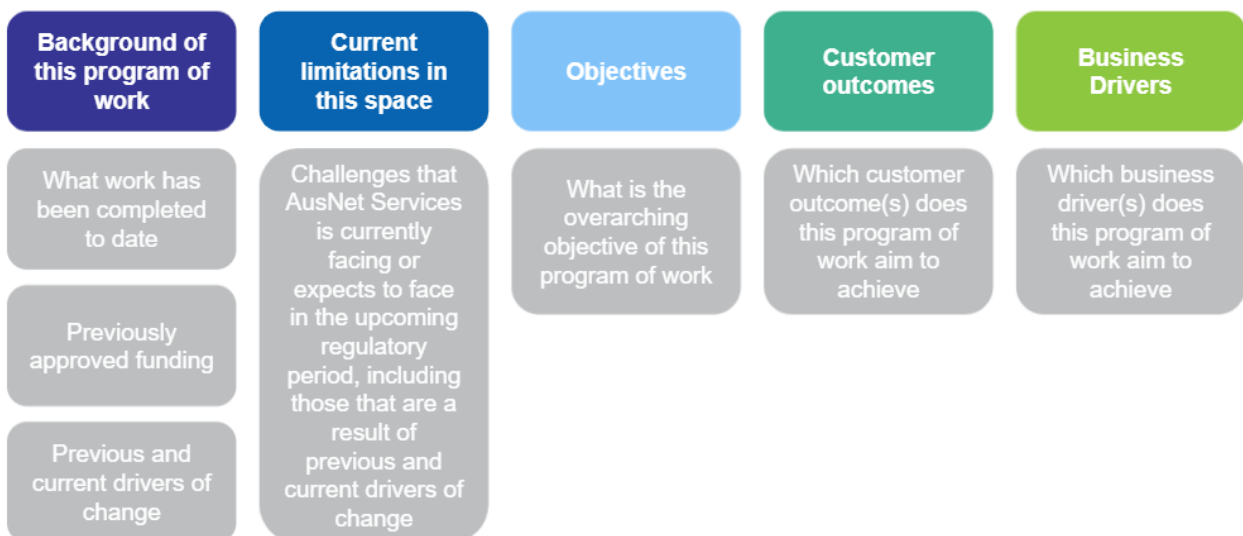 Background of
this program of
work
What work has
been completed
to date
Previously
approved funding
Previous and
current drivers of
change
Current
limitations in
this space
Challenges that
AusNet Services
is currently
facing or
expects to face
in the upcoming
regulatory
period, including
those that are a
result of
previous and
current drivers of
change
Objectives
What is the
overarching
objective of this
program of work
Customer
outcomes
Which customer
outcome(s) does
this program of
work aim to
achieve
Business
Drivers
Which business
driver(s) does
this program of
work aim to
achieve